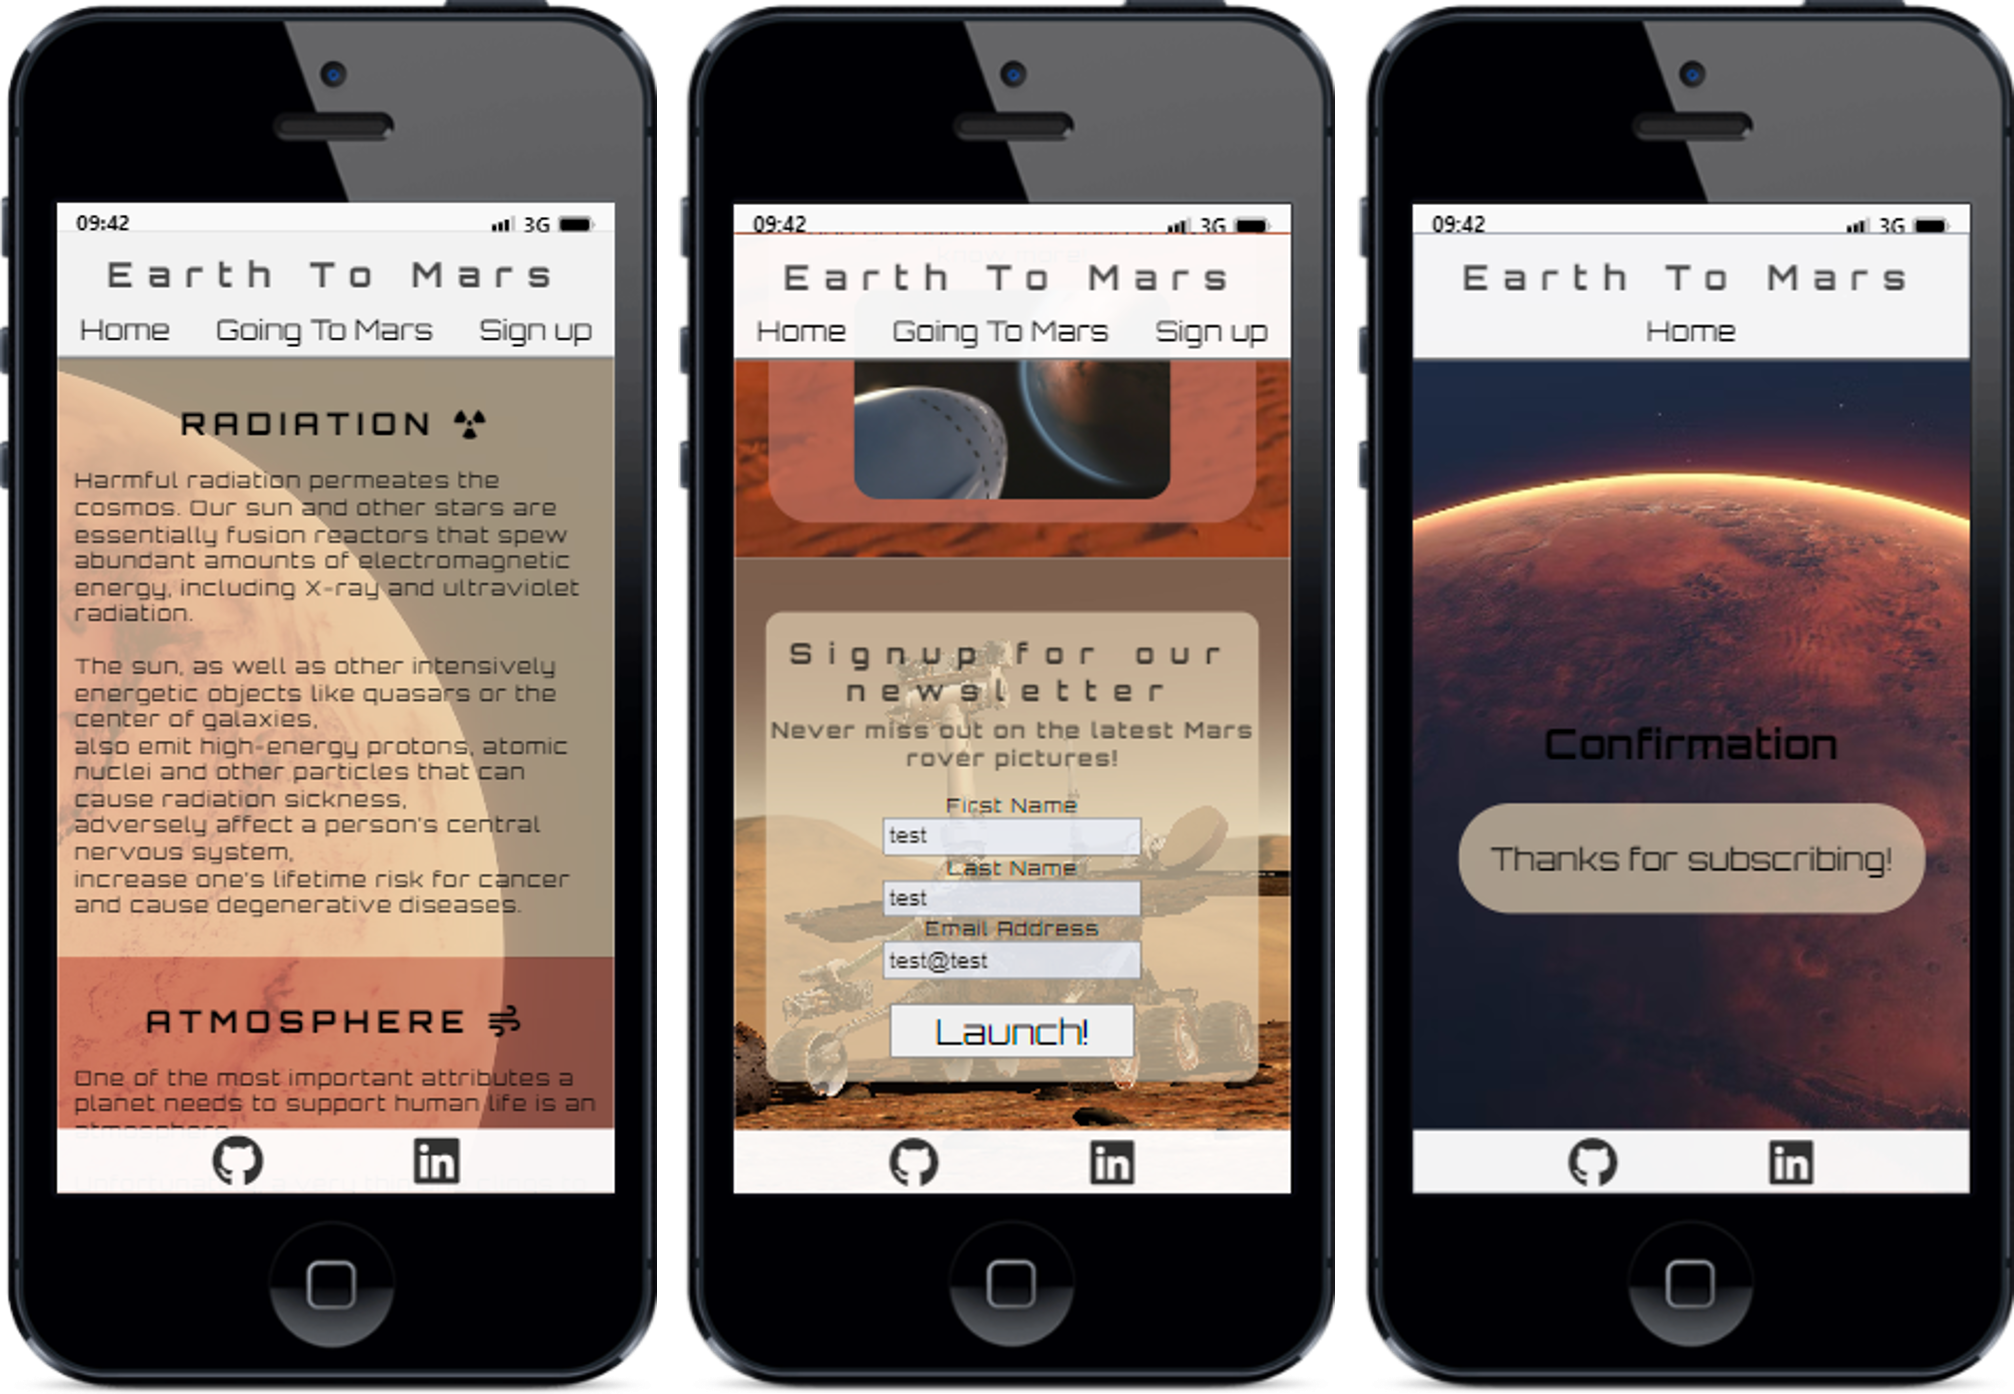 09:42 3G
Earth To Mars
Home Going To Mars Sign up
RADIATION
Harmful radiation permeates the
cosmos. Our sun and other stars are
essentially fusion reactors that spew
abundant amounts of electromagnetic
energy, including X-ray and ultraviolet
radiation.
The sun, as well as other intensively
energetic objects like quasars or the
center of galaxies,
also emit high-energy protons, atomic
nuclei and other particles that can
cause radiation sickness,
adversely affect a person's central
nervous system,
increase one's lifetime risk for cancer
and cause degenerative diseases.
ATMOSPHERE
One of the most important attributes a
planet needs to support human life is an
atmosphere.
in
09:42 3G
know more!
Earth To Mars
Home Going To Mars Sign up
Signup for our
newsletter
Never miss out on the latest Mars
rover pictures!
First Name
test
Last Name
test
Email Address
test@test
Launch!
in
09:42 3G
Earth To Mars
Home
Confirmation
Thanks for subscribing!
in